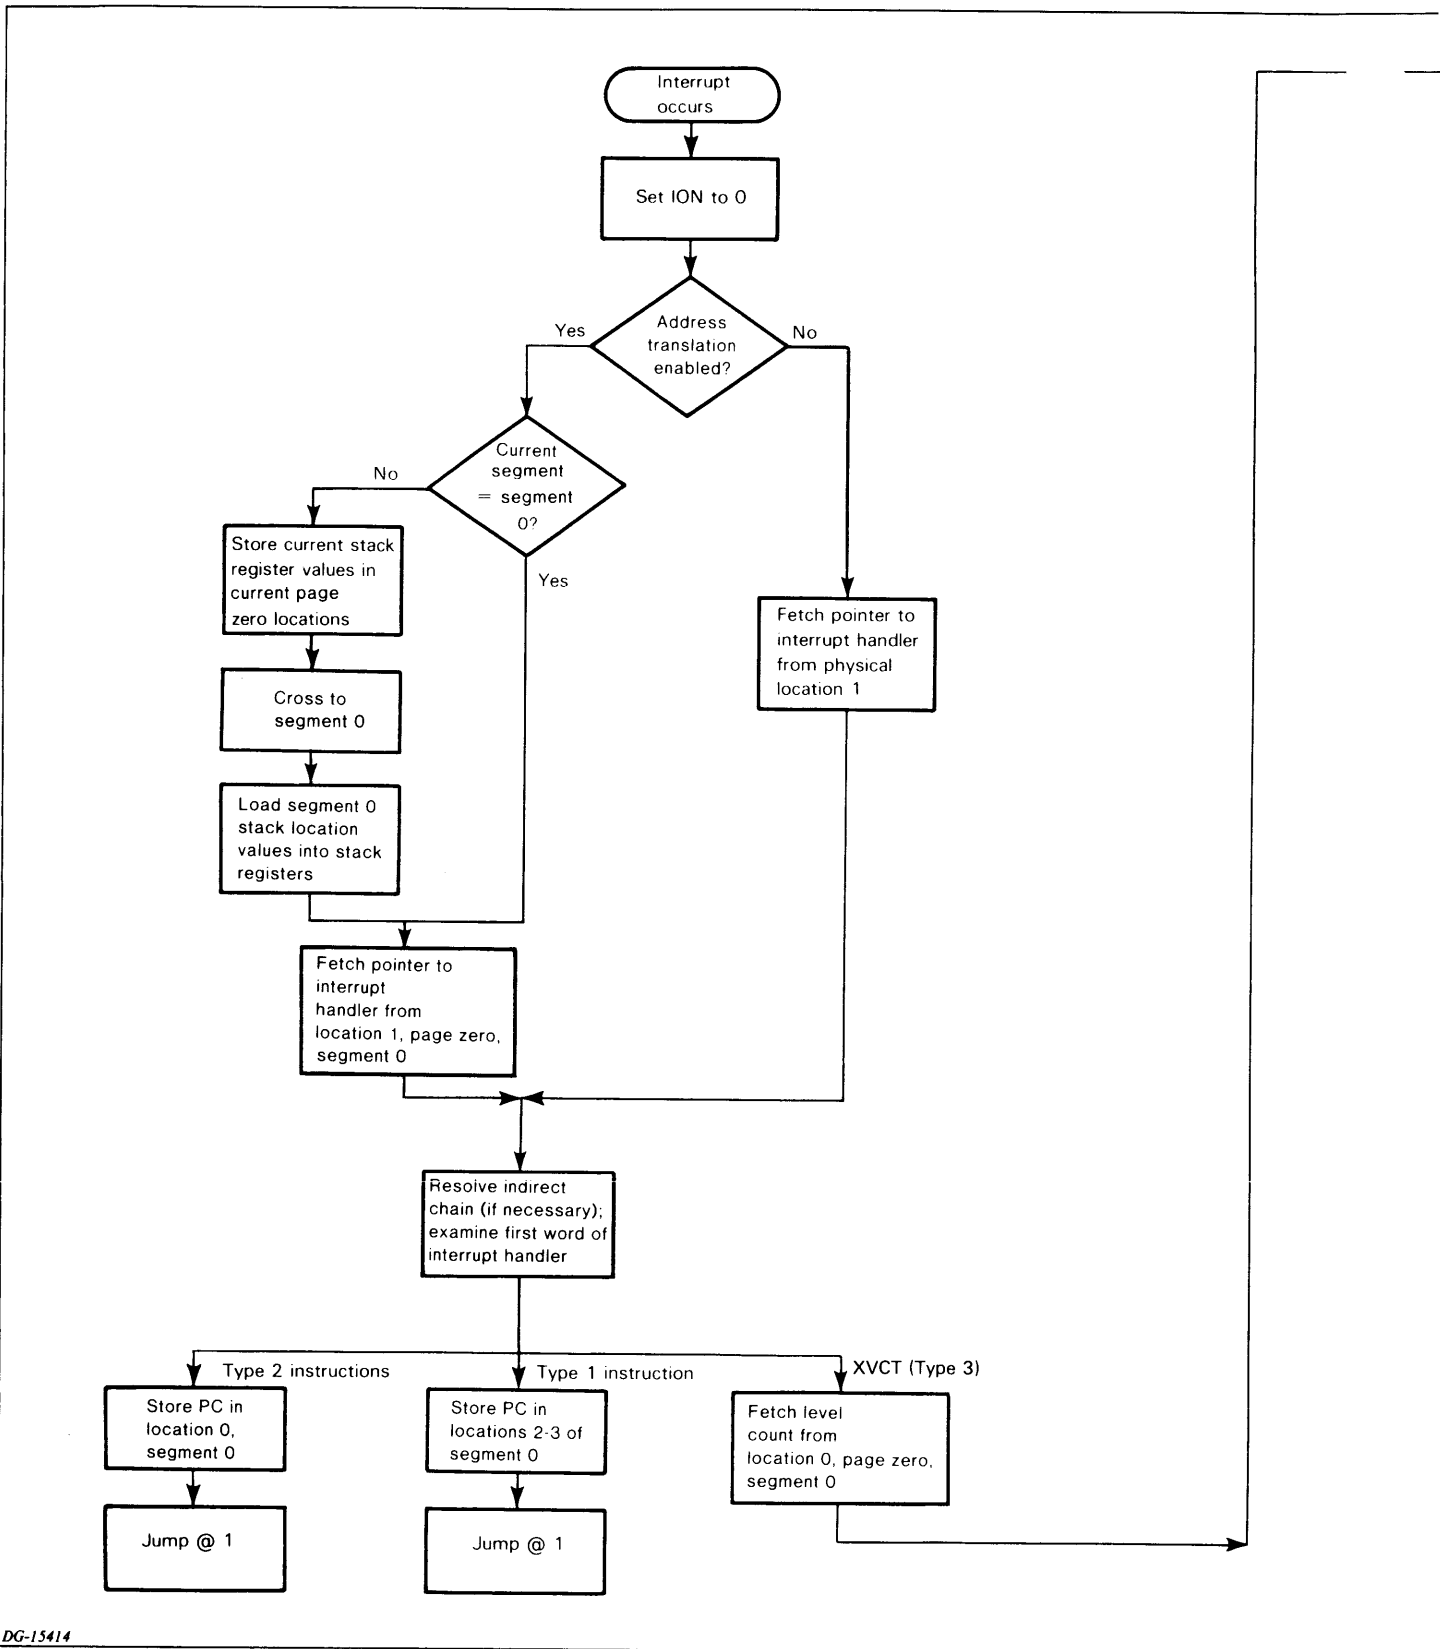 Interrupt
occurs
Set ION to 0
Address
translation
enabled?
Yes
No
Current
segment
= segment
0?
No
Yes
Store current stack
register values in
current page
zero locations
Cross to
segment 0
Load segment 0
stack location
values into stack
registers
Fetch pointer to
interrupt handler
from physical
location 1
Fetch pointer to
interrupt
handler from
location 1, page zero,
segment 0
Resolve indirect
chain (if necessary);
examine first word of
interrupt handler
Type 2 instructions
Type 1 instruction
XVCT (Type 3)
Store PC in
location 0,
segment 0
Store PC in
locations 2-3 of
segment 0
Fetch level
count from
location 0, page zero,
segment 0
Jump @ 1
Jump @ 1
DG-15414